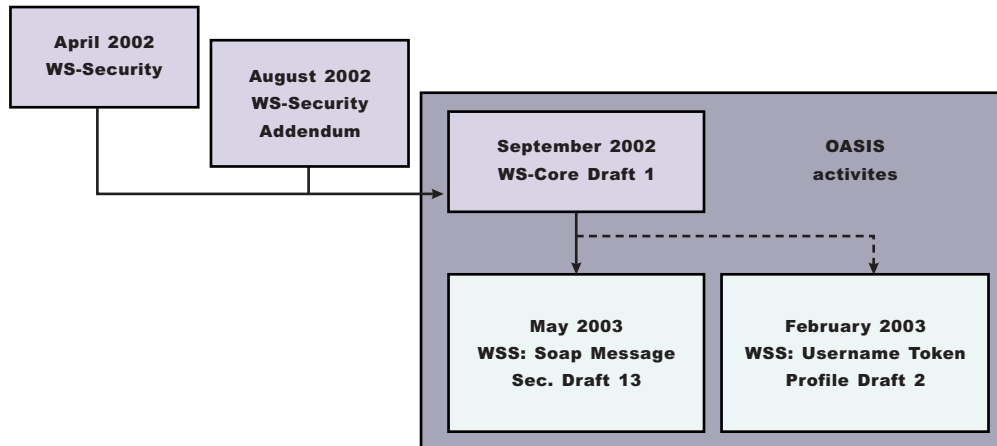 April 2002
WS-Security
August 2002
WS-Security
Addendum
September 2002
WS-Core Draft 1
OASIS
activites
May 2003
WSS: Soap Message
Sec. Draft 13
February 2003
WSS: Username Token
Profile Draft 2